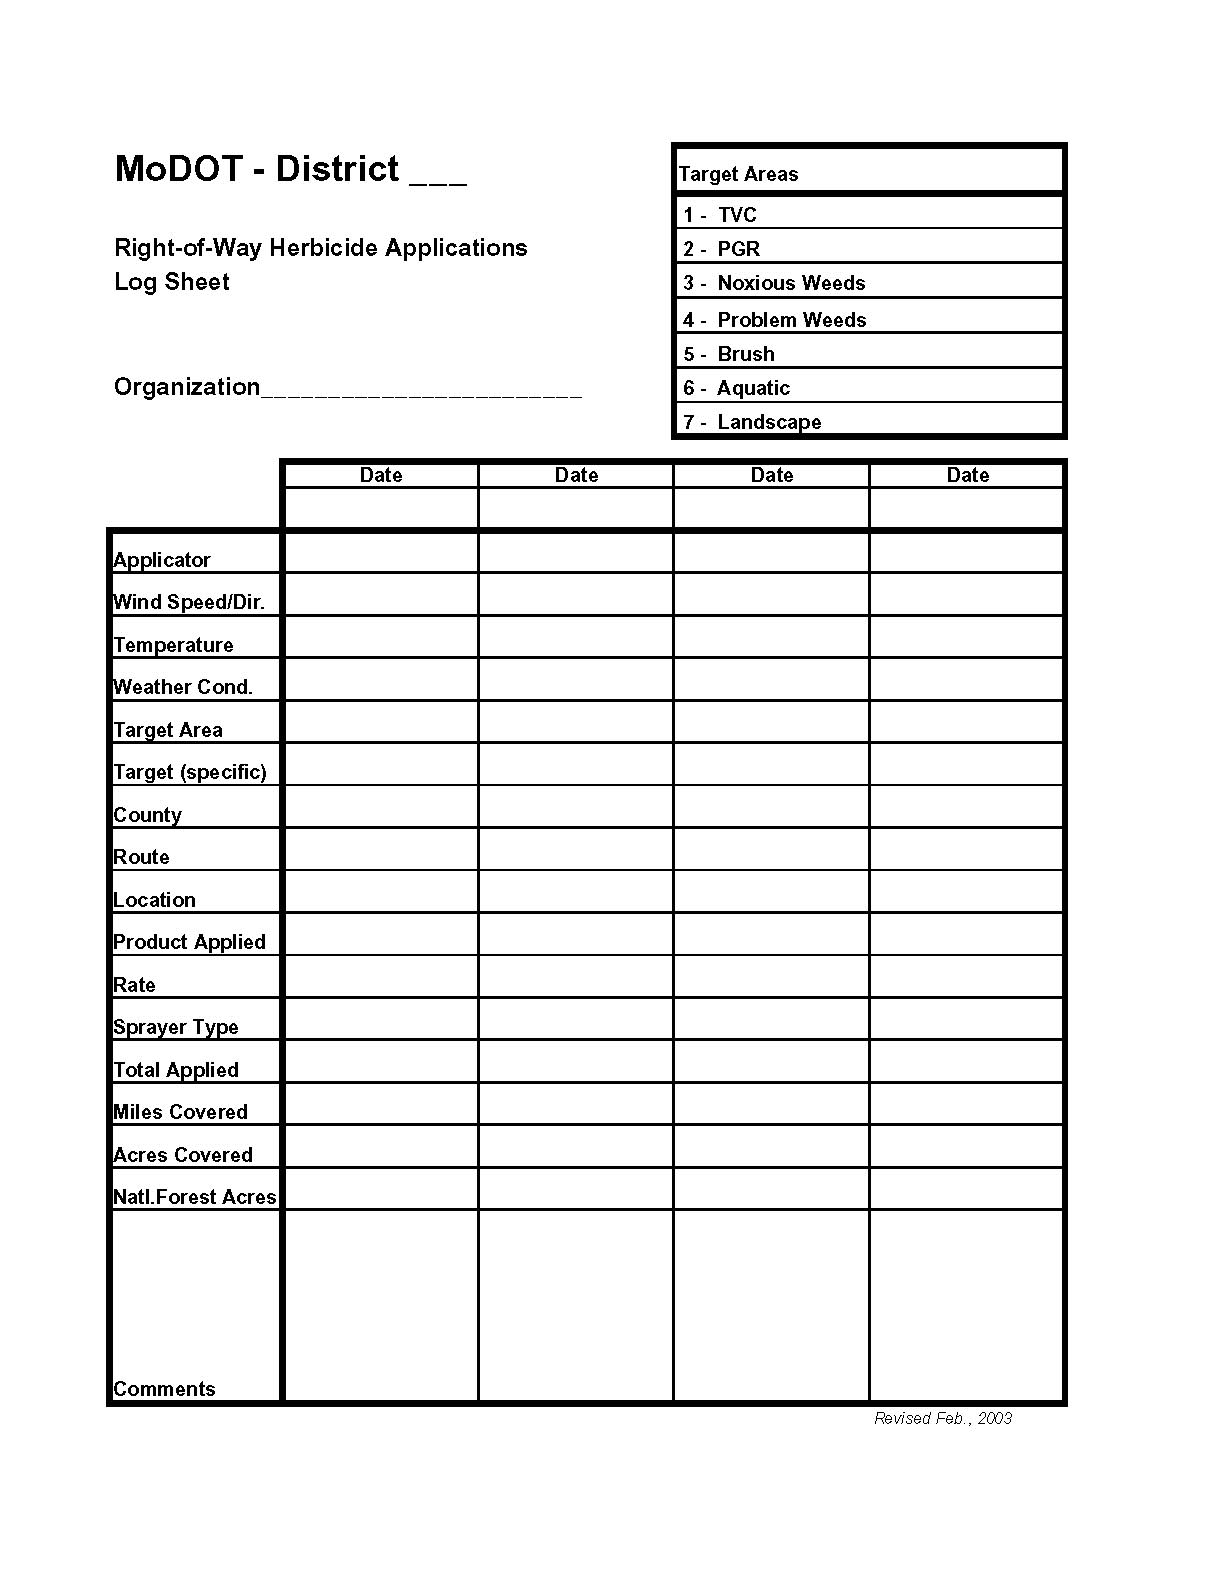 MoDOT - District ___
Right-of-Way Herbicide Applications
Log Sheet
Organization________________________
Target Areas
1 - TVC
2 - PGR
3 - Noxious Weeds
4 - Problem Weeds
5 - Brush
6 - Aquatic
7 - Landscape
Date Date Date Date
Applicator
Wind Speed/Dir.
Temperature
Weather Cond.
Target Area
Target (specific)
County
Route
Location
Product Applied
Rate
Sprayer Type
Total Applied
Miles Covered
Acres Covered
Natl.Forest Acres
Comments
Revised Feb., 2003